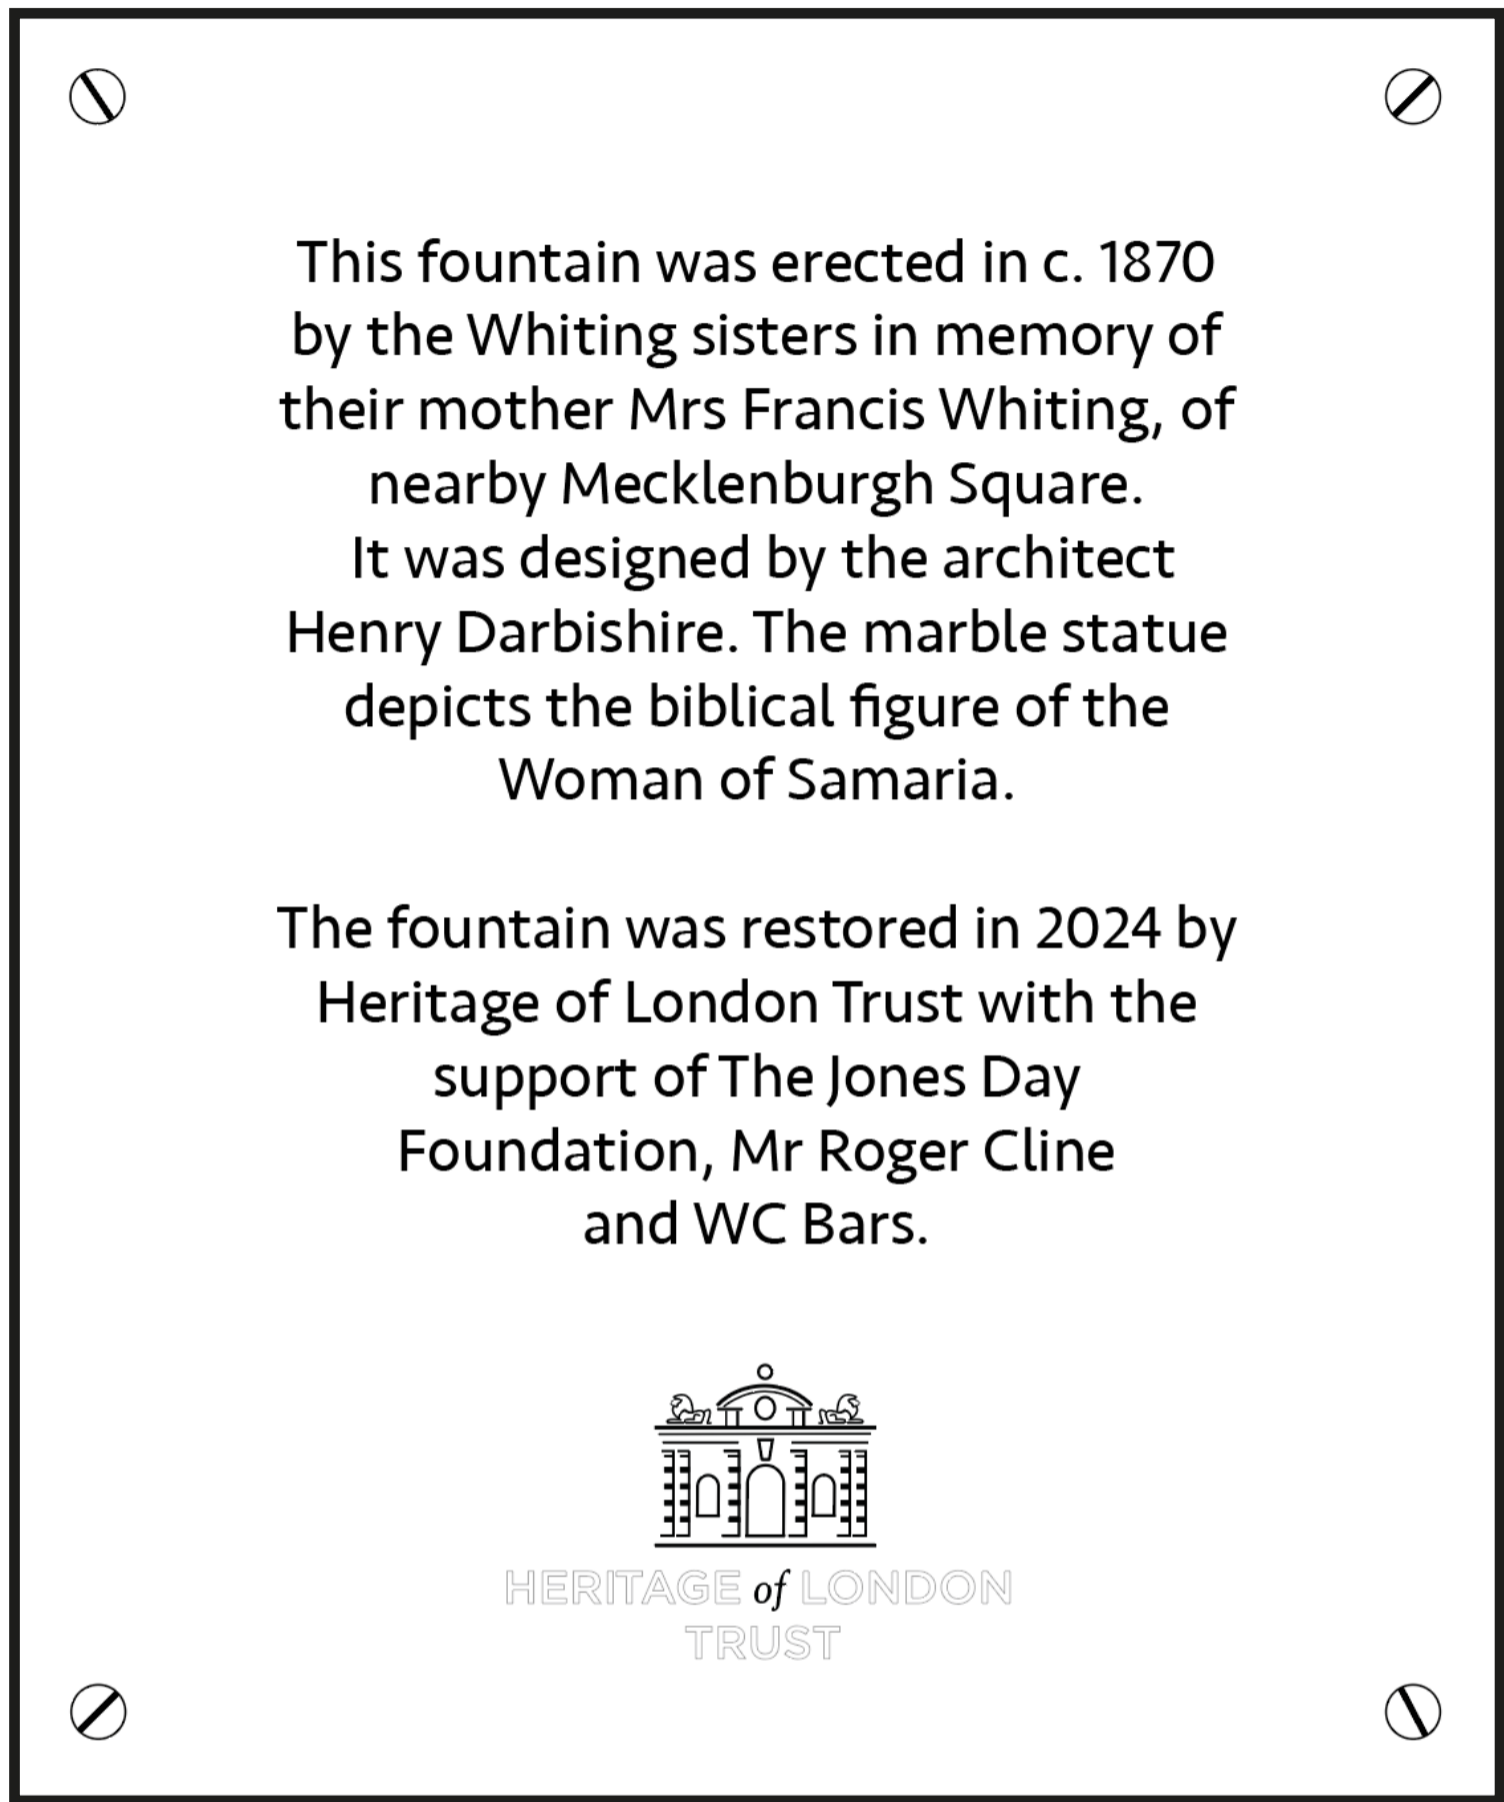 This fountain was erected in c. 1870
by the Whiting sisters in memory of
their mother Mrs Francis Whiting, of
nearby Mecklenburgh Square.
It was designed by the architect
Henry Darbishire. The marble statue
depicts the biblical figure of the
Woman of Samaria.
The fountain was restored in 2024 by
Heritage of London Trust with the
support of The Jones Day
Foundation, Mr Roger Cline
and WC Bars.
HERITAGE of LONDON
TRUST